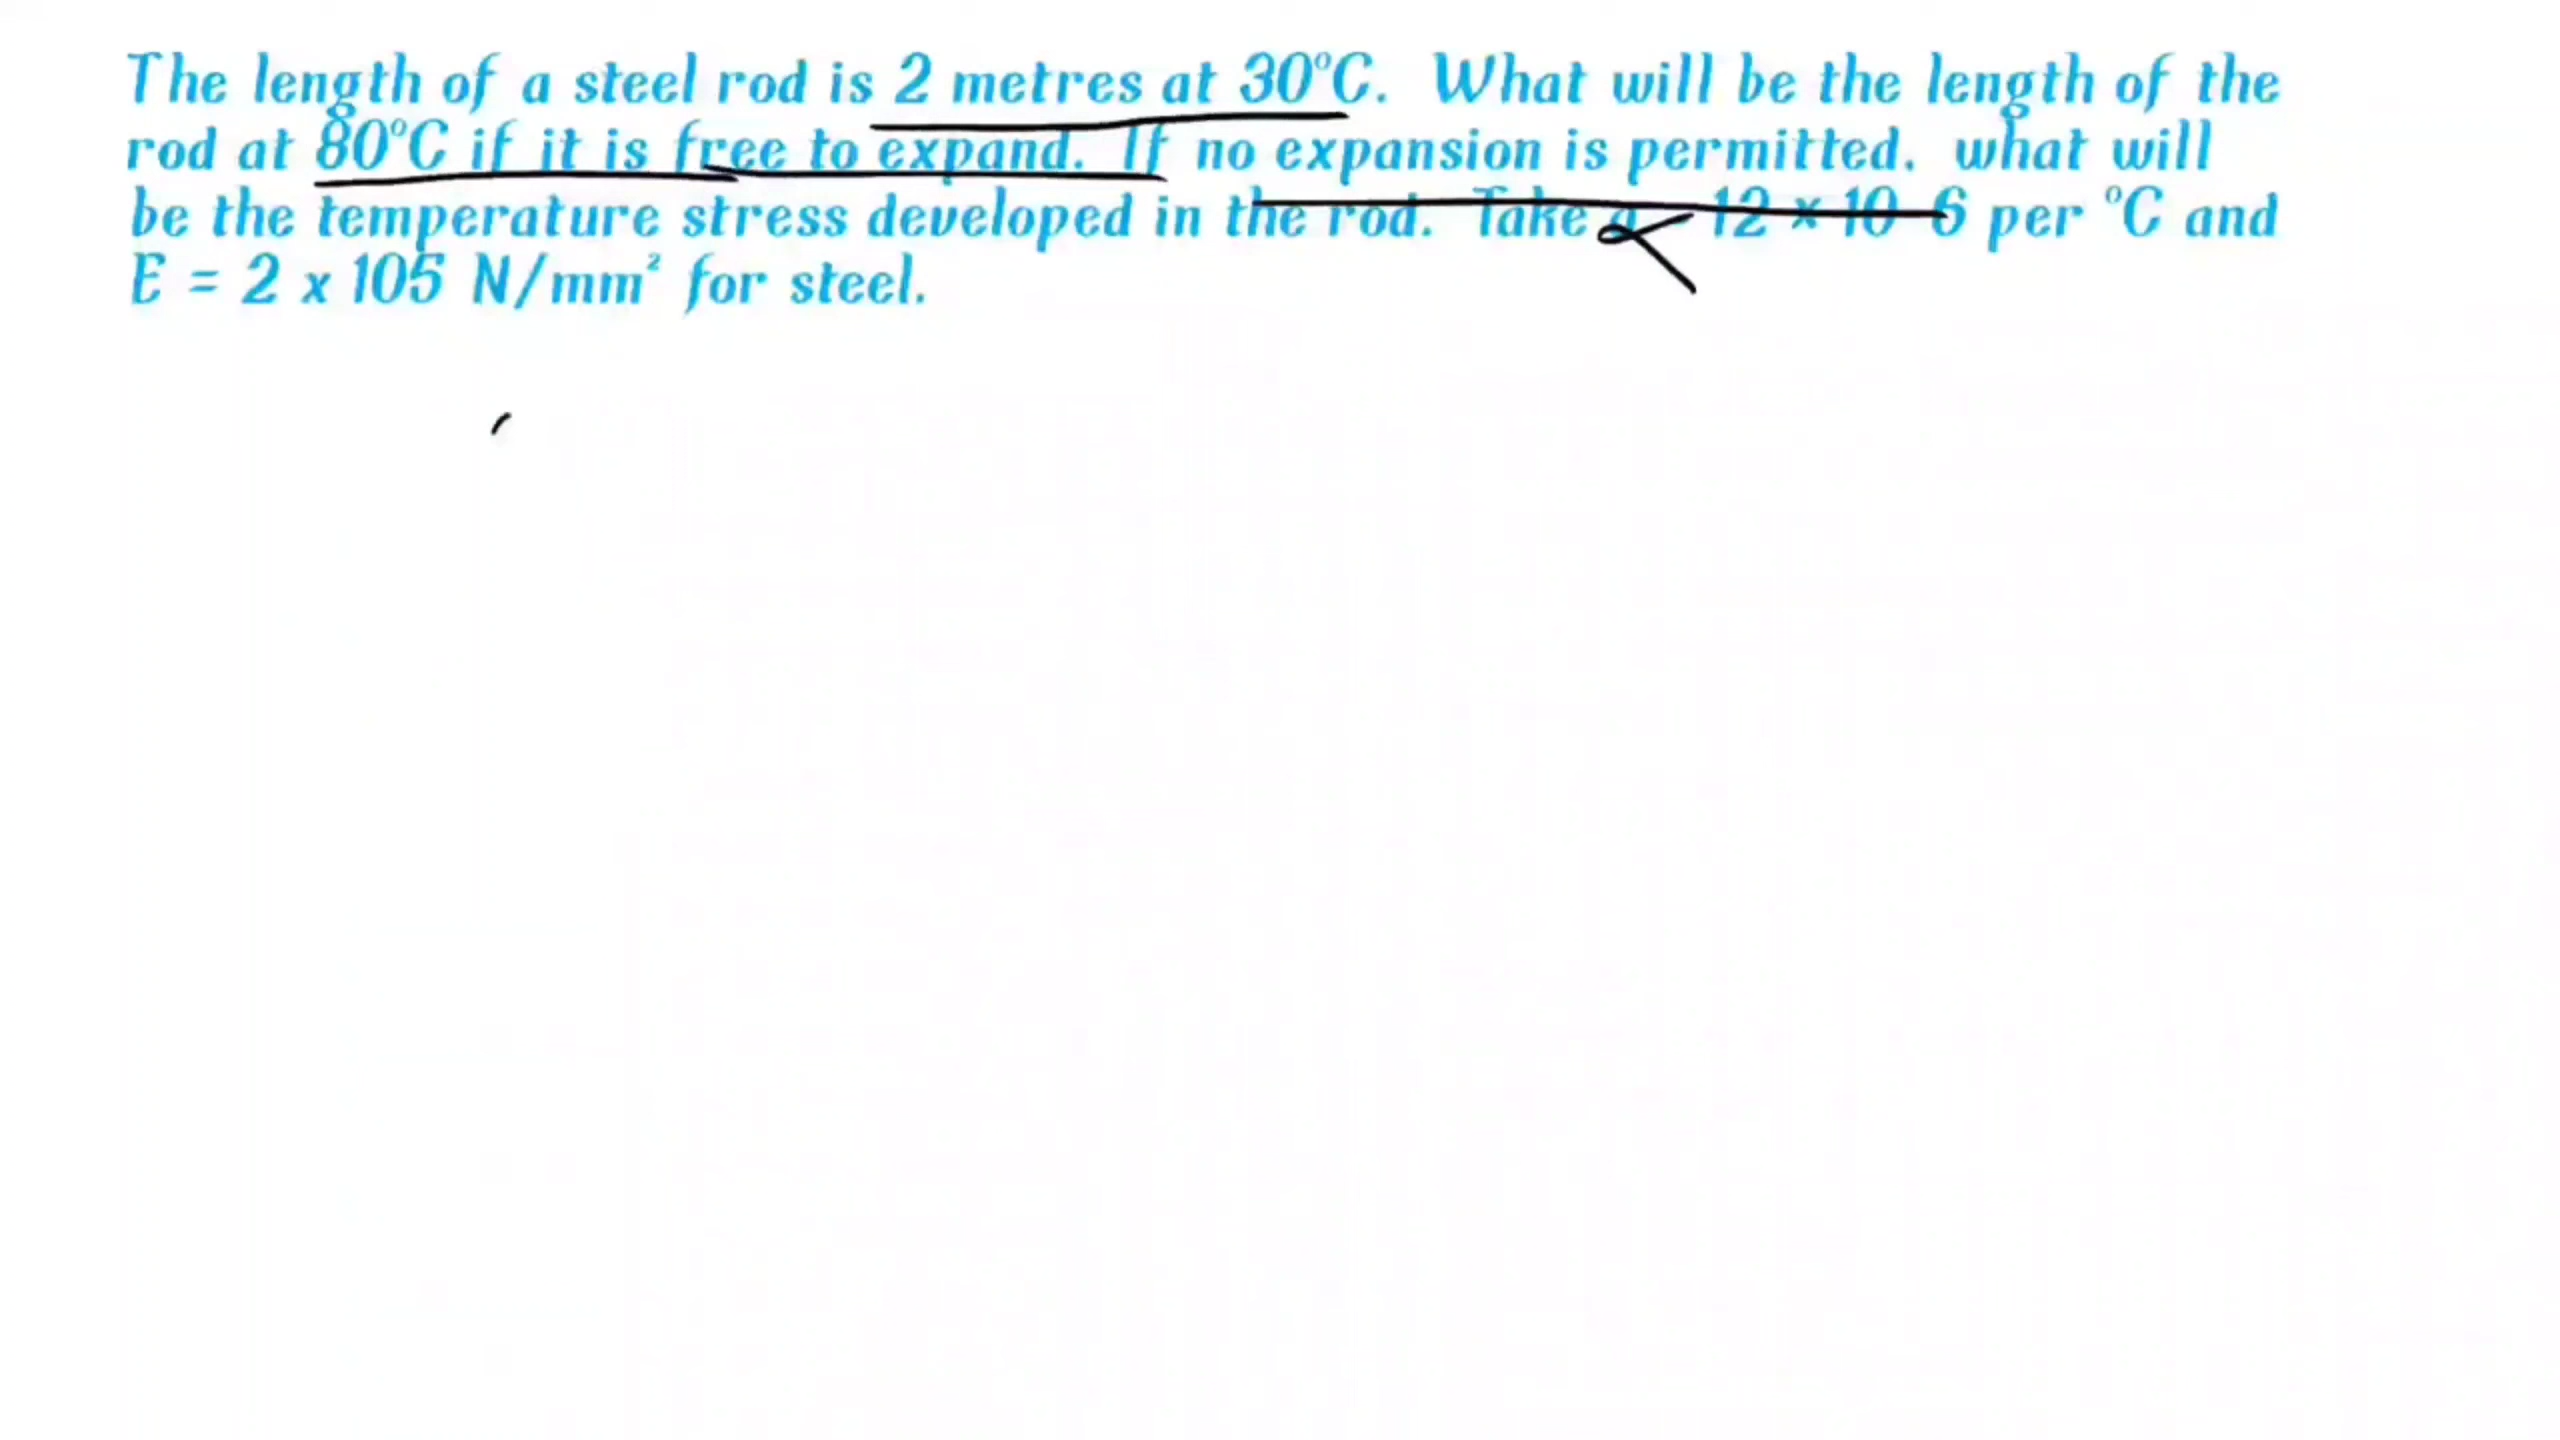 The length of a steel rod is 2 metres at 30°C. What will be the length of the
rod at 80°C if it is free to expand. If no expansion is permitted. what will
be the temperature stress developed in the rod. Take α 12 x 10-6 per °C and
E = 2 x 105 N/mm² for steel.